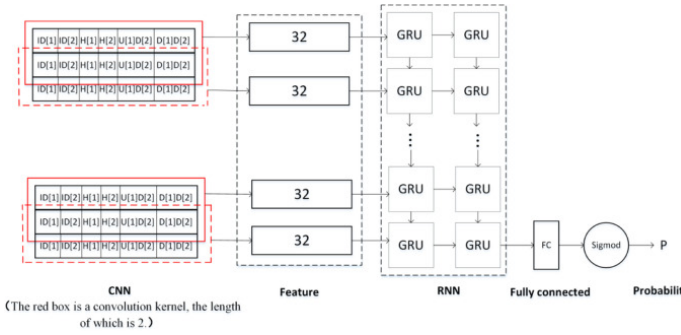 ID[1] ID[2] H[1] H[2] U[1]D[2] D[1]D[2]
32
GRU GRU
ID[1] ID[2] H[1] H[2] U[1]D[2] D[1]D[2]
ID[1] ID[2] H[1] H[2] U[1]D[2] D[1]D[2]
32
GRU GRU
ID[1] ID[2] H[1] H[2] U[1]D[2] D[1]D[2]
32
GRU GRU
ID[1] ID[2] H[1] H[2] U[1]D[2] D[1]D[2]
ID[1] ID[2] H[1] H[2] U[1]D[2] D[1]D[2]
32
GRU GRU
FC
Sigmod
P
CNN
Feature
RNN
Fully connected
Probabilit
(The red box is a convolution kernel, the length
of which is 2.)